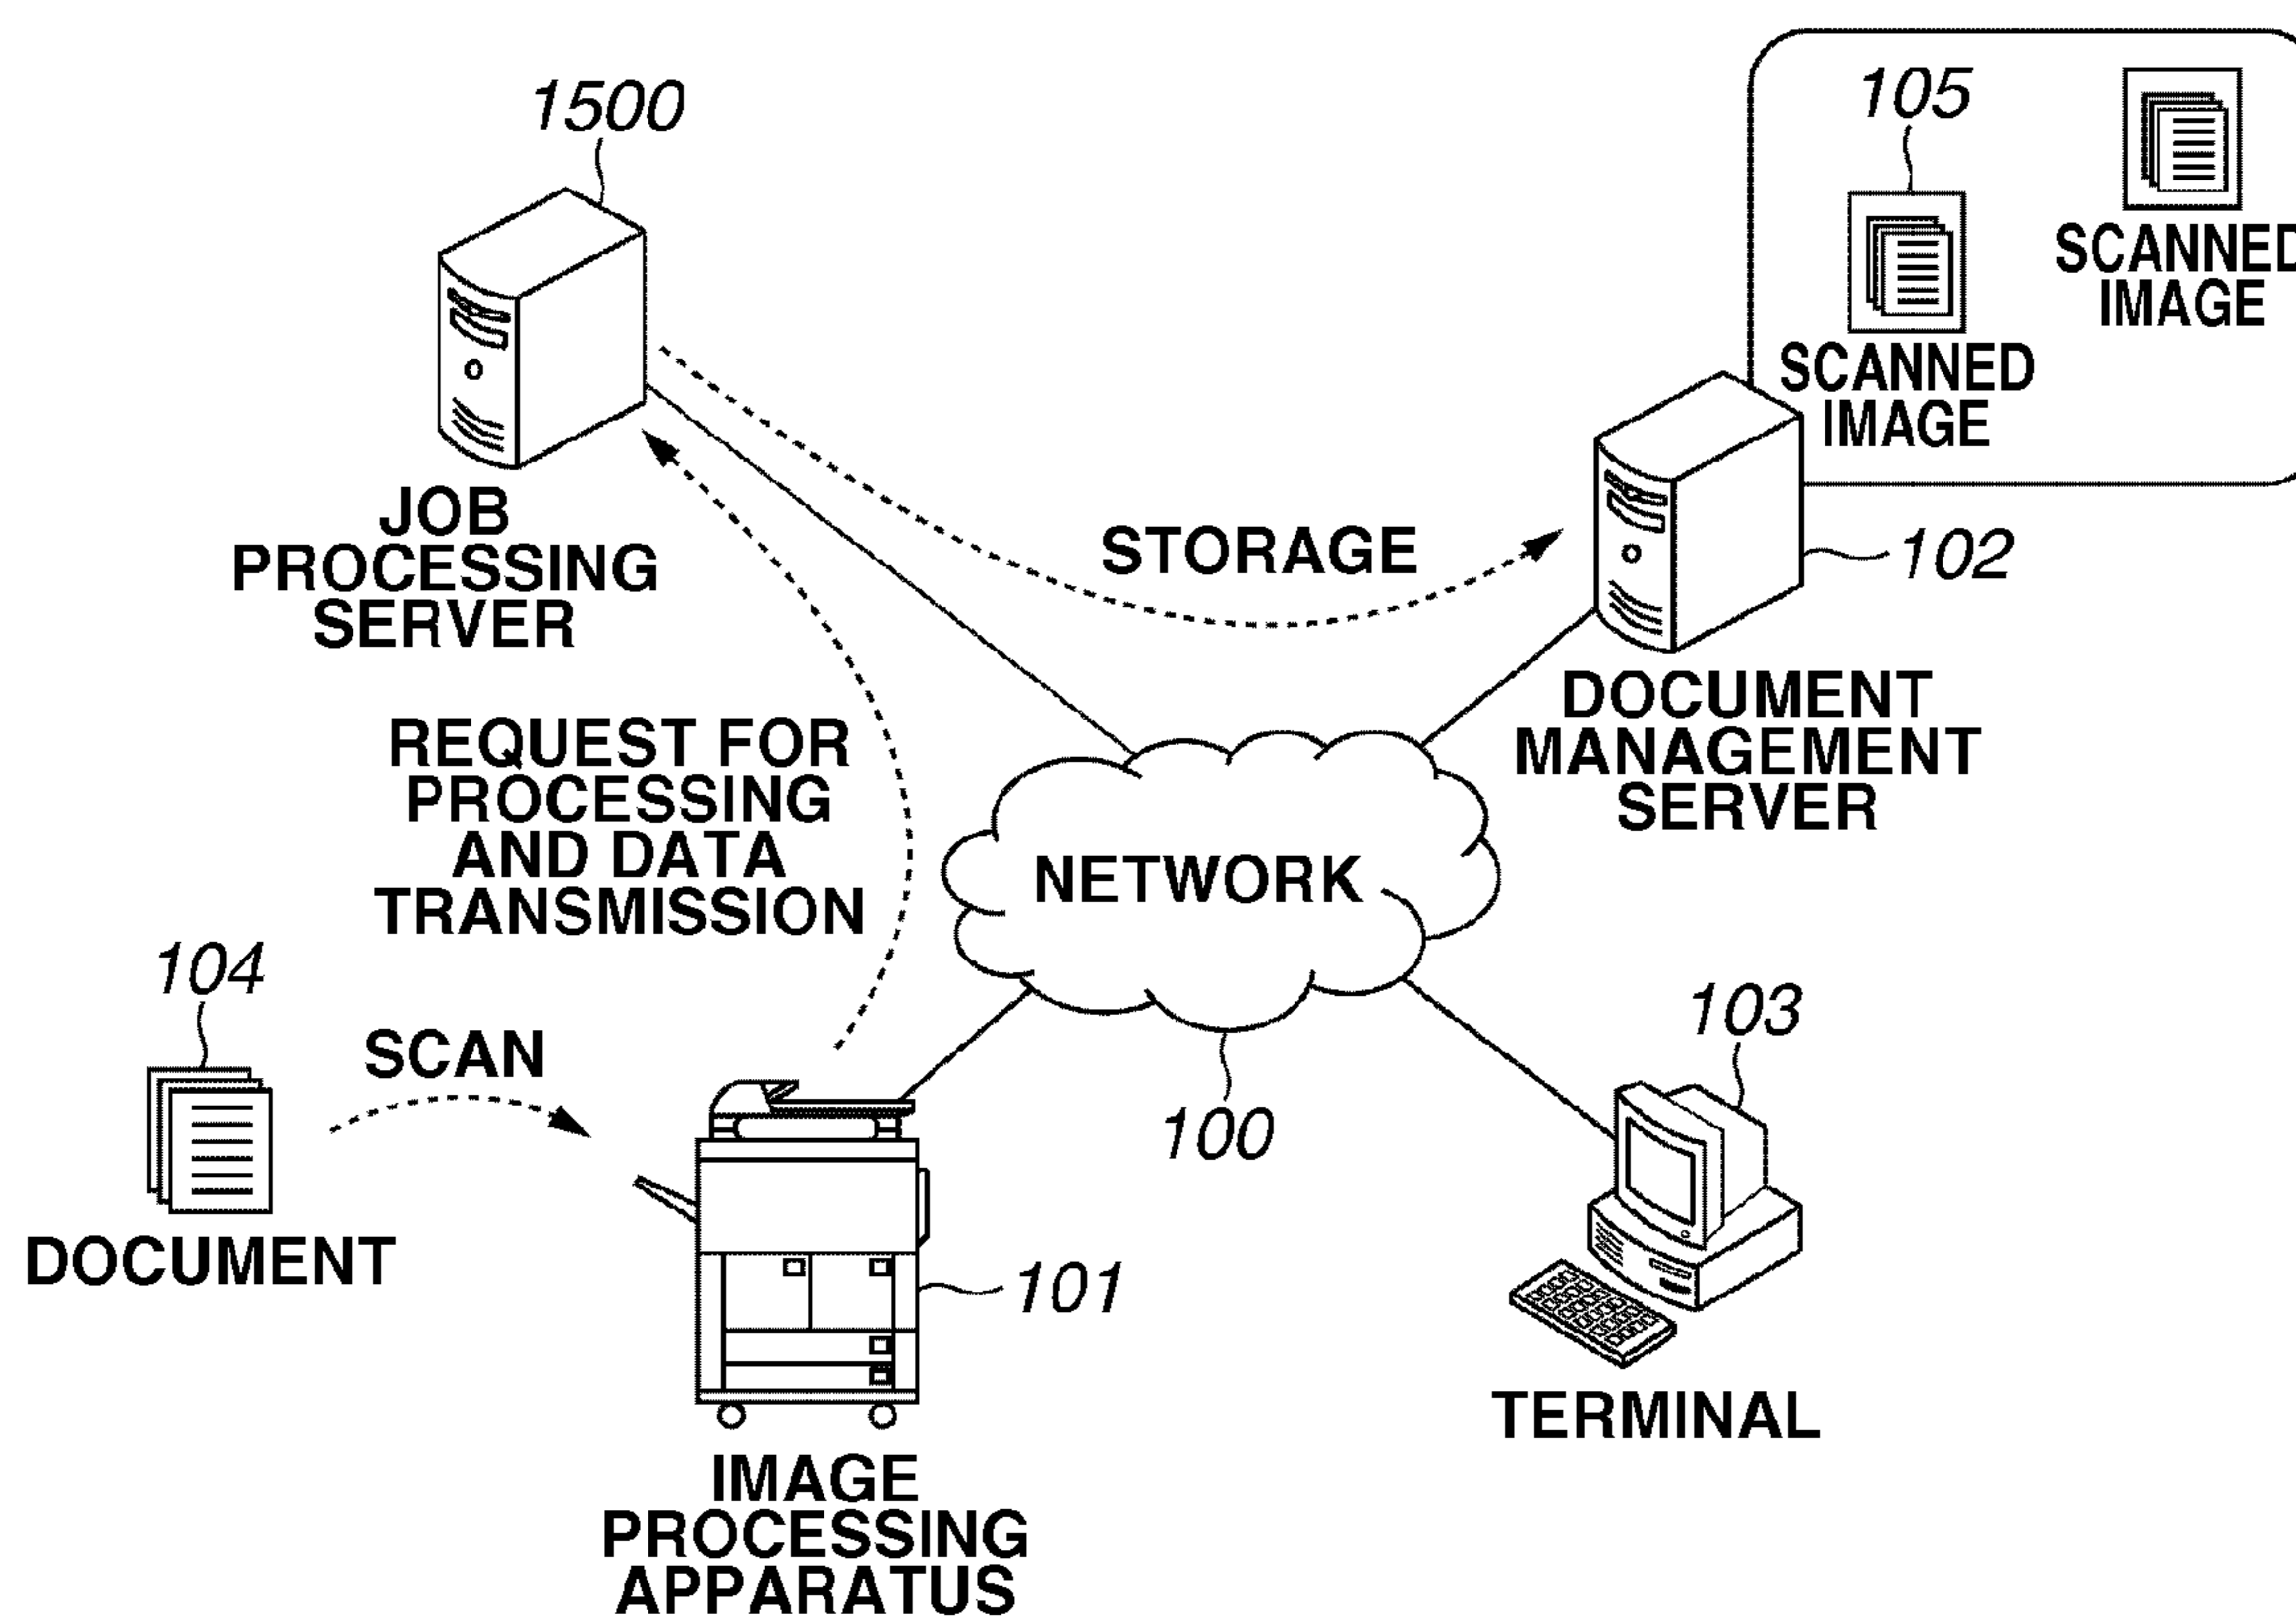 1500
105
SCANNED
IMAGE
SCANNED
IMAGE
JOB
PROCESSING
SERVER
STORAGE
102
DOCUMENT
MANAGEMENT
SERVER
REQUEST FOR
PROCESSING
AND DATA
TRANSMISSION
NETWORK
104
SCAN
103
100
DOCUMENT
101
TERMINAL
IMAGE
PROCESSING
APPARATUS